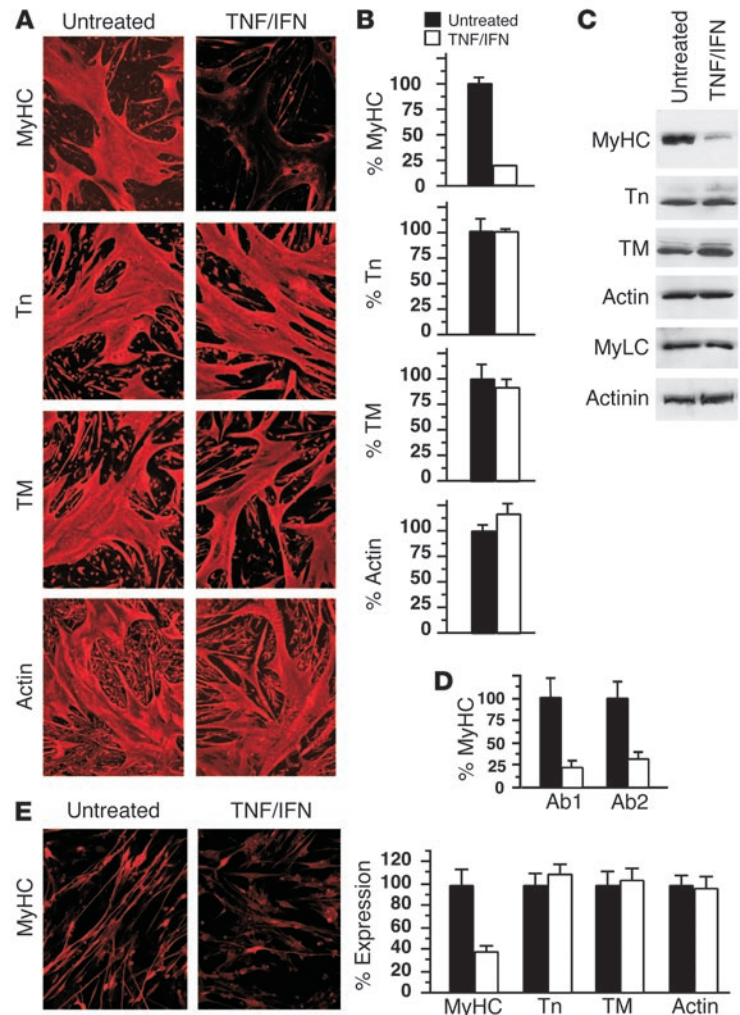 A
Untreated
TNF/IFN
MyHC
Tn
TM
Actin
B
Untreated
TNF/IFN
% MyHC
100
75
50
25
0
% Tn
100
75
50
25
0
% TM
100
75
50
25
0
% Actin
100
75
50
25
0
C
Untreated
TNF/IFN
MyHC
Tn
TM
Actin
MyLC
Actinin
D
% MyHC
100
50
25
0
Ab1 Ab2
E
Untreated
TNF/IFN
MyHC
% Expression
120
100
80
60
40
20
0
MyHC Tn TM Actin